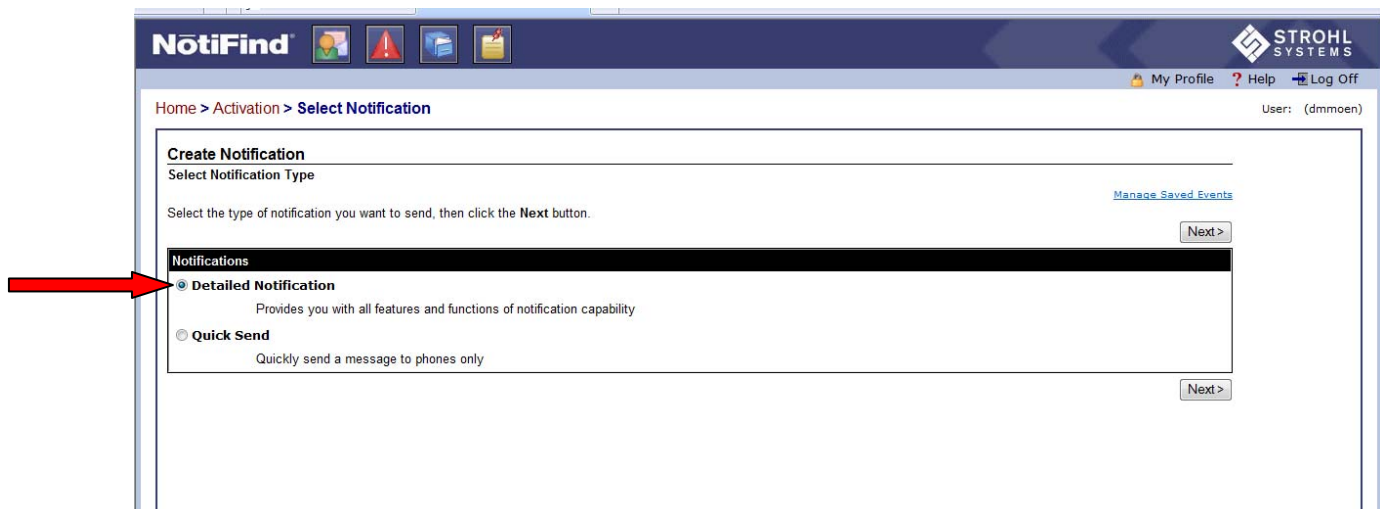 NōtiFind
STROHL
SYSTEMS
My Profile ? Help Log Off
Home > Activation > Select Notification
User: (dmmoen)
Create Notification
Select Notification Type
Manage Saved Events
Select the type of notification you want to send, then click the Next button.
Next >
Notifications
Detailed Notification
Provides you with all features and functions of notification capability
Quick Send
Quickly send a message to phones only
Next >